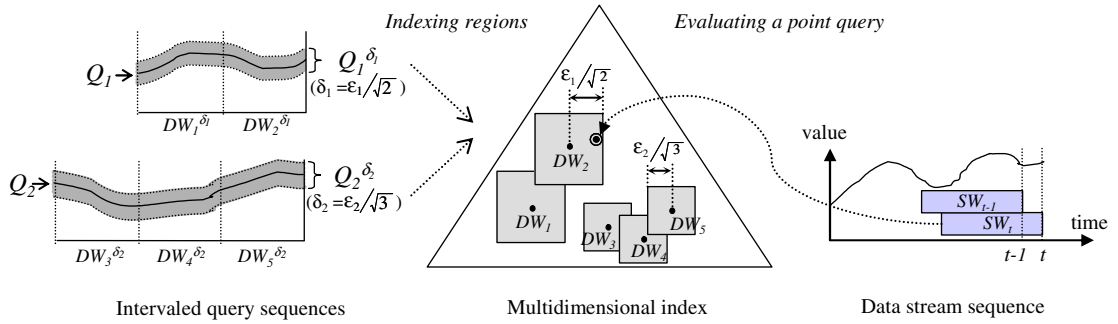 Indexing regions
Evaluating a point query
Q₁
Q₁^δ₁
(δ₁ =ε₁/√2 )
DW₁^δ₁ DW₂^δ₁
Q₂
Q₂^δ₂
(δ₂ =ε₂/√3 )
DW₃^δ₂ DW₄^δ₂ DW₅^δ₂
ε₁/√2
DW₂
ε₂/√3
DW₁
DW₃
DW₄
DW₅
value
SWₜ₋₁
SWₜ
time
t-1 t
Intervaled query sequences
Multidimensional index
Data stream sequence